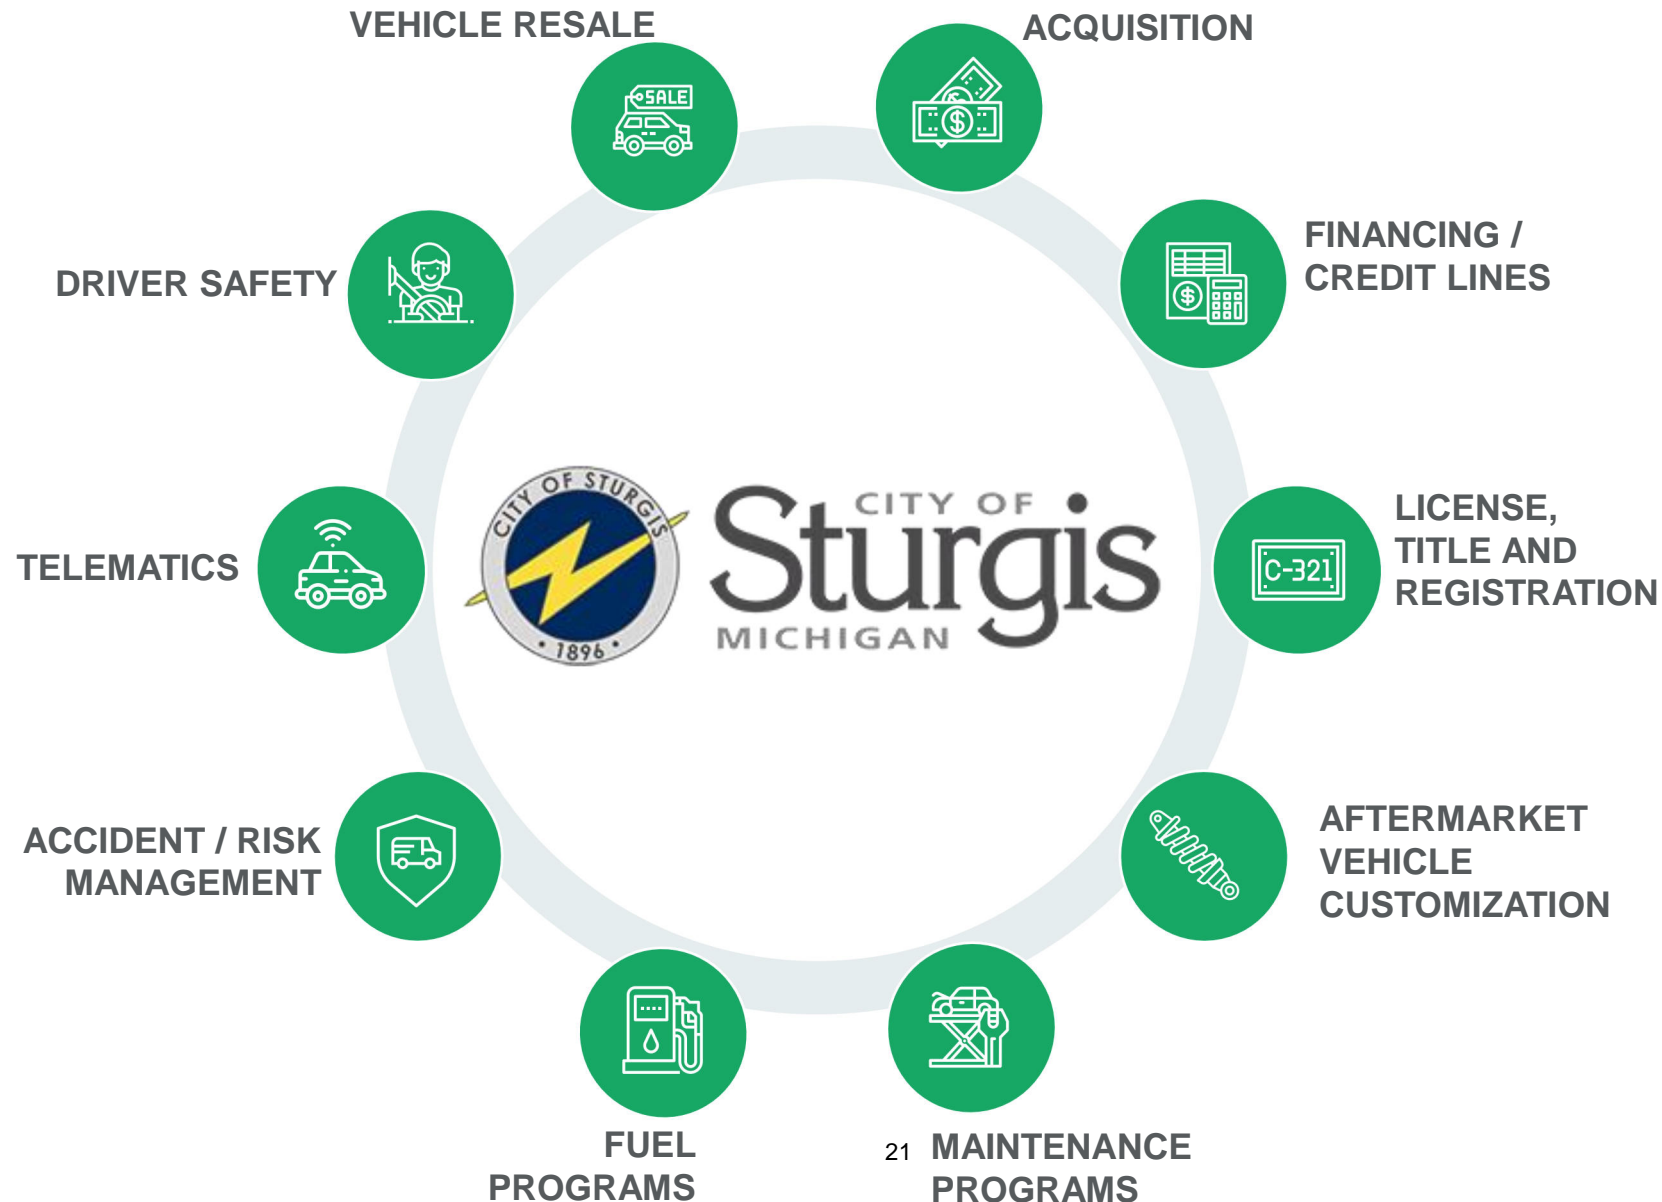 VEHICLE RESALE
ACQUISITION
SALE
$
FINANCING /
CREDIT LINES
$
DRIVER SAFETY
CITY OF STURGIS
• 1896 •
CITY OF
Sturgis
MICHIGAN
LICENSE,
TITLE AND
REGISTRATION
C-321
TELEMATICS
ACCIDENT / RISK
MANAGEMENT
AFTERMARKET
VEHICLE
CUSTOMIZATION
FUEL
PROGRAMS
21
MAINTENANCE
PROGRAMS